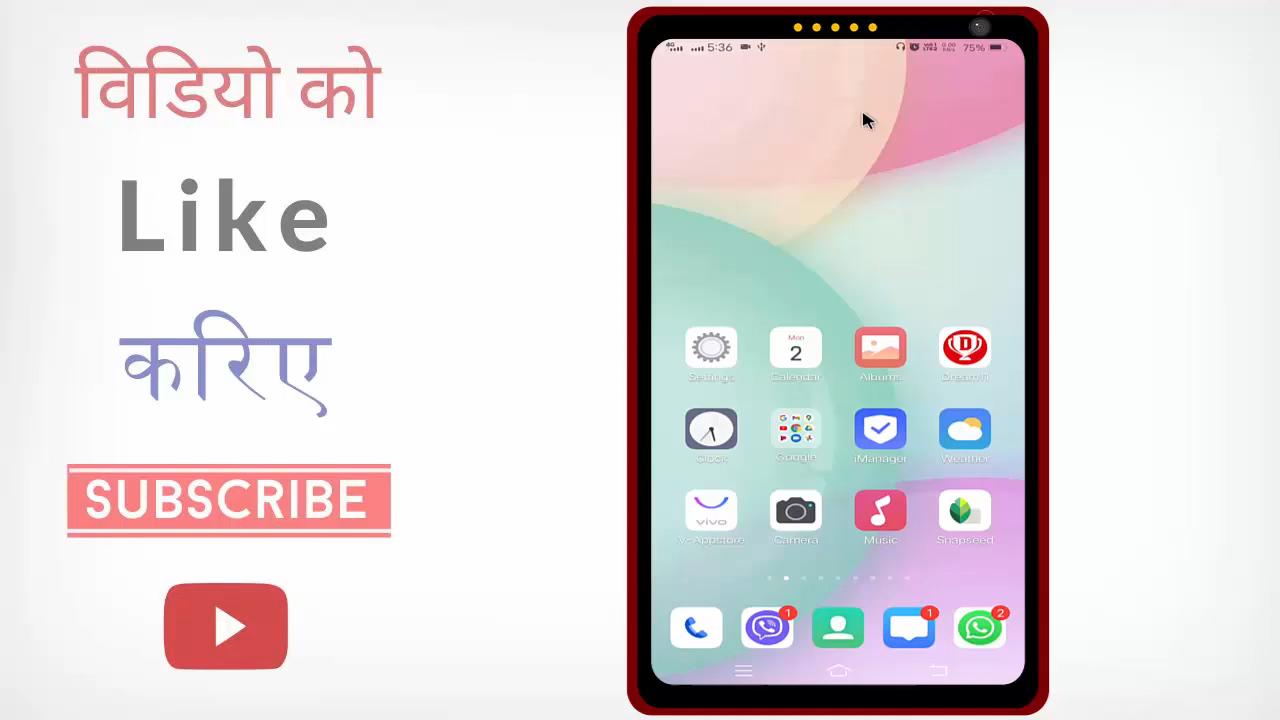 विडियो को
Like
करिए
SUBSCRIBE
5:36
75%
Mon
2
Settings
Calendar
Albums
Dream11
Clock
Google
iManager
Weather
vivo
V-Appstore
Camera
Music
Snapseed
1
1
2